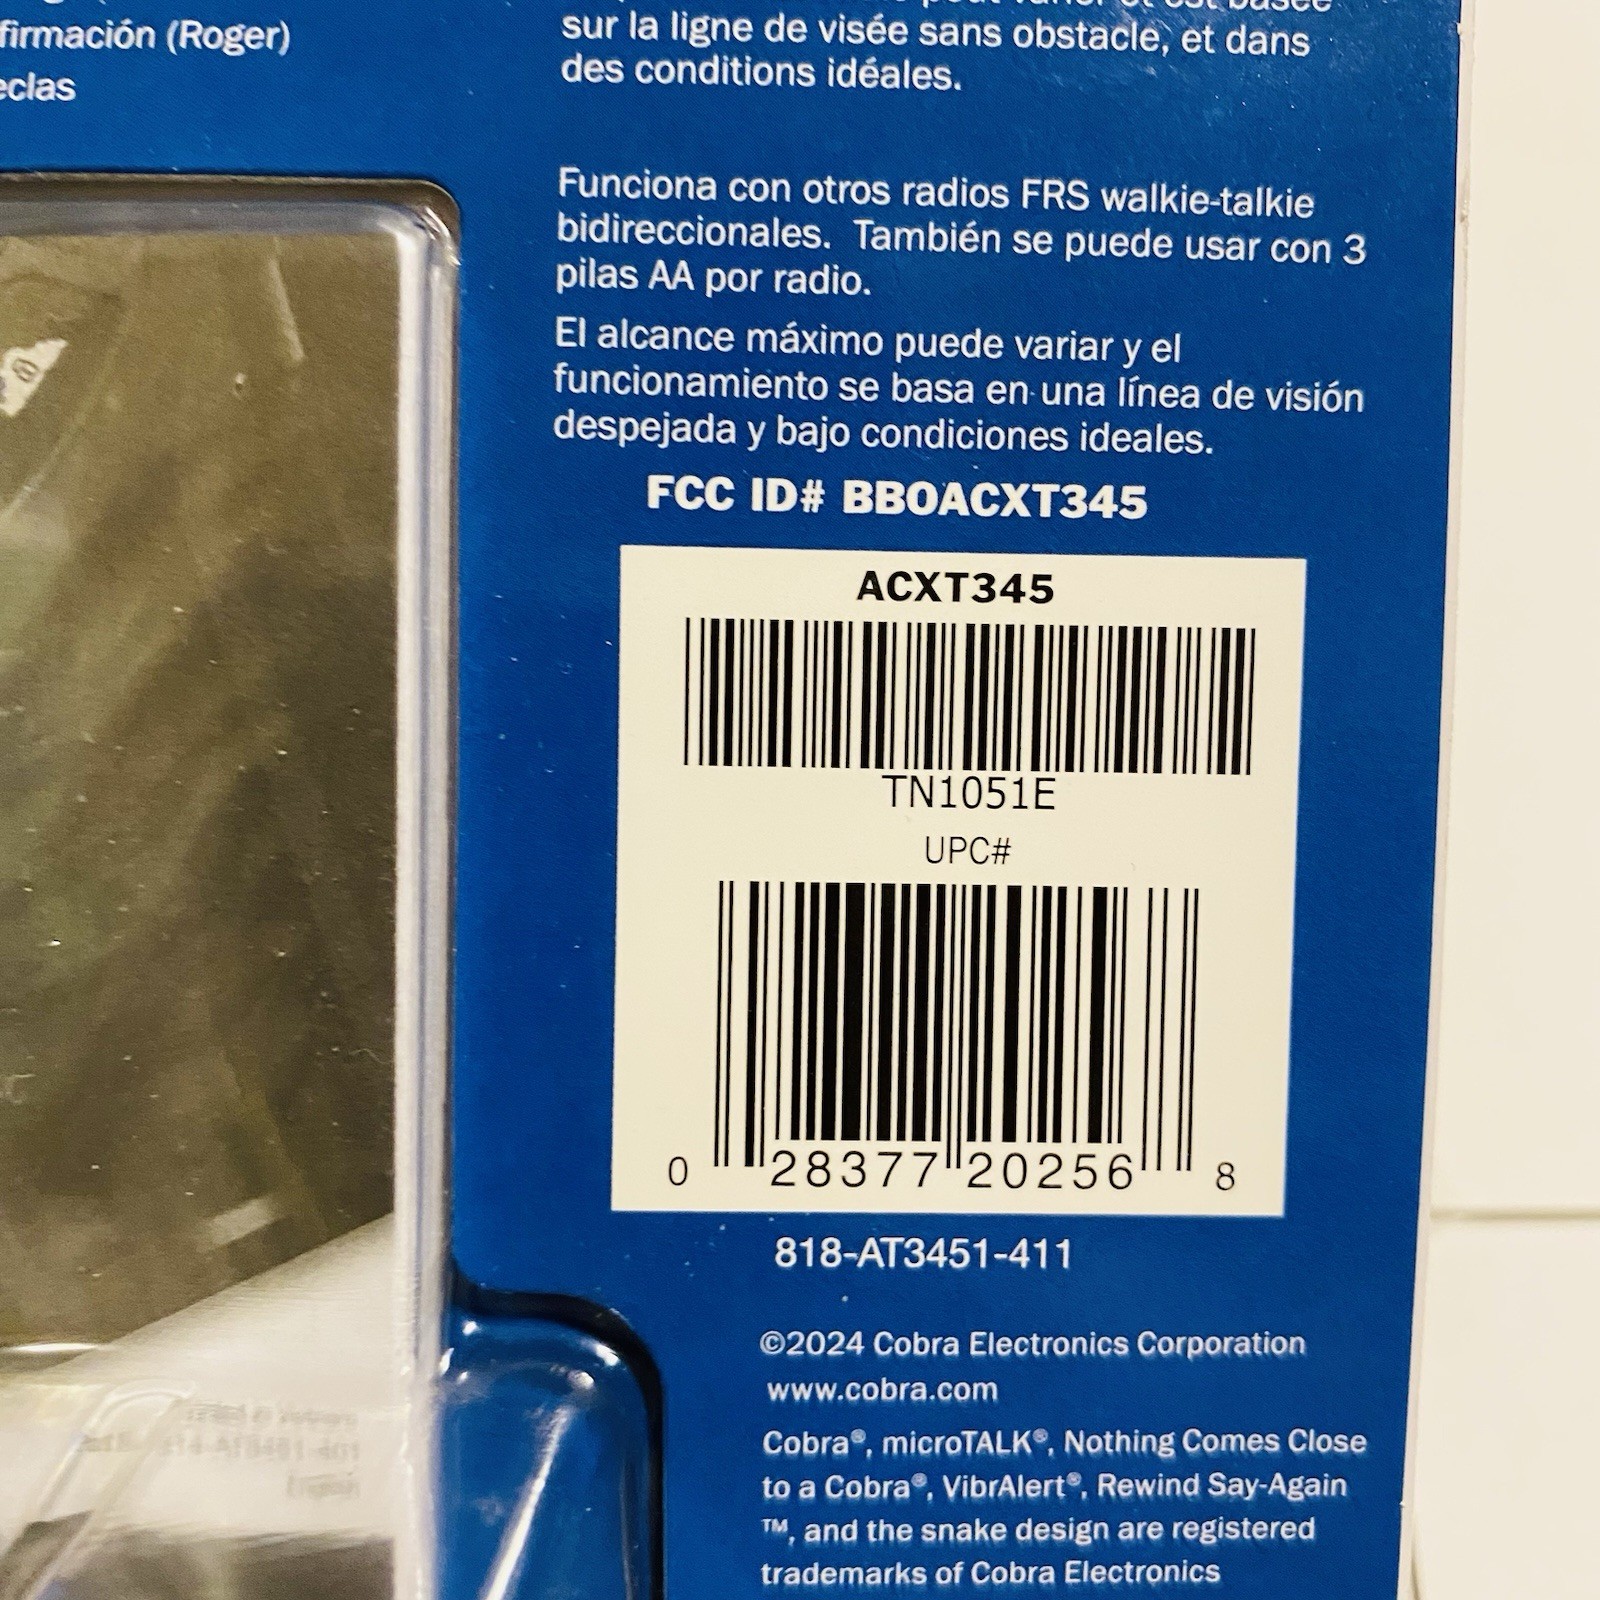 firmación (Roger)
eclas
sur la ligne de visée sans obstacle, et dans
des conditions idéales.
Funciona con otros radios FRS walkie-talkie
bidireccionales. También se puede usar con 3
pilas AA por radio.
El alcance máximo puede variar y el
funcionamiento se basa en una línea de visión
despejada y bajo condiciones ideales.
FCC ID# BBOACXT345
ACXT345
TN1051E
UPC#
0 28377 20256 8
818-AT3451-411
©2024 Cobra Electronics Corporation
www.cobra.com
Cobra®, microTALK®, Nothing Comes Close
to a Cobra®, VibrAlert®, Rewind Say-Again
™, and the snake design are registered
trademarks of Cobra Electronics